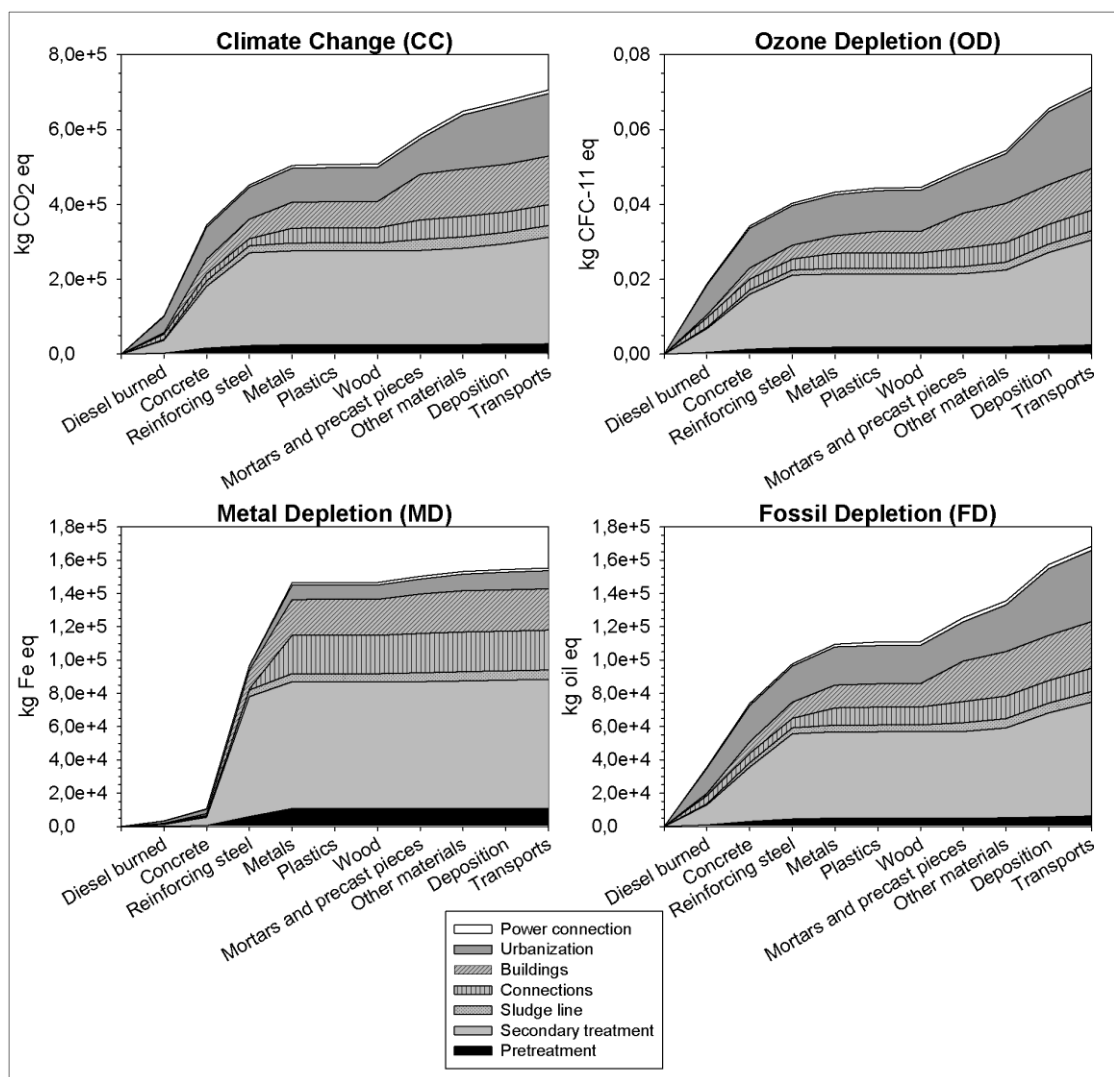 Climate Change (CC)
8,0e+5
6,0e+5
4,0e+5
2,0e+5
0,0
kg CO2 eq
Diesel burned
Concrete
Reinforcing steel
Metals
Plastics
Wood
Mortars and precast pieces
Other materials
Deposition
Transports
Ozone Depletion (OD)
0,08
0,06
0,04
0,02
0,00
kg CFC-11 eq
Diesel burned
Concrete
Reinforcing steel
Metals
Plastics
Wood
Mortars and precast pieces
Other materials
Deposition
Transports
Metal Depletion (MD)
1,8e+5
1,6e+5
1,4e+5
1,2e+5
1,0e+5
8,0e+4
6,0e+4
4,0e+4
2,0e+4
0,0
kg Fe eq
Diesel burned
Concrete
Reinforcing steel
Metals
Plastics
Wood
Mortars and precast pieces
Other materials
Deposition
Transports
Fossil Depletion (FD)
1,8e+5
1,6e+5
1,4e+5
1,2e+5
1,0e+5
8,0e+4
6,0e+4
4,0e+4
2,0e+4
0,0
kg oil eq
Diesel burned
Concrete
Reinforcing steel
Metals
Plastics
Wood
Mortars and precast pieces
Other materials
Deposition
Transports
Power connection
Urbanization
Buildings
Connections
Sludge line
Secondary treatment
Pretreatment